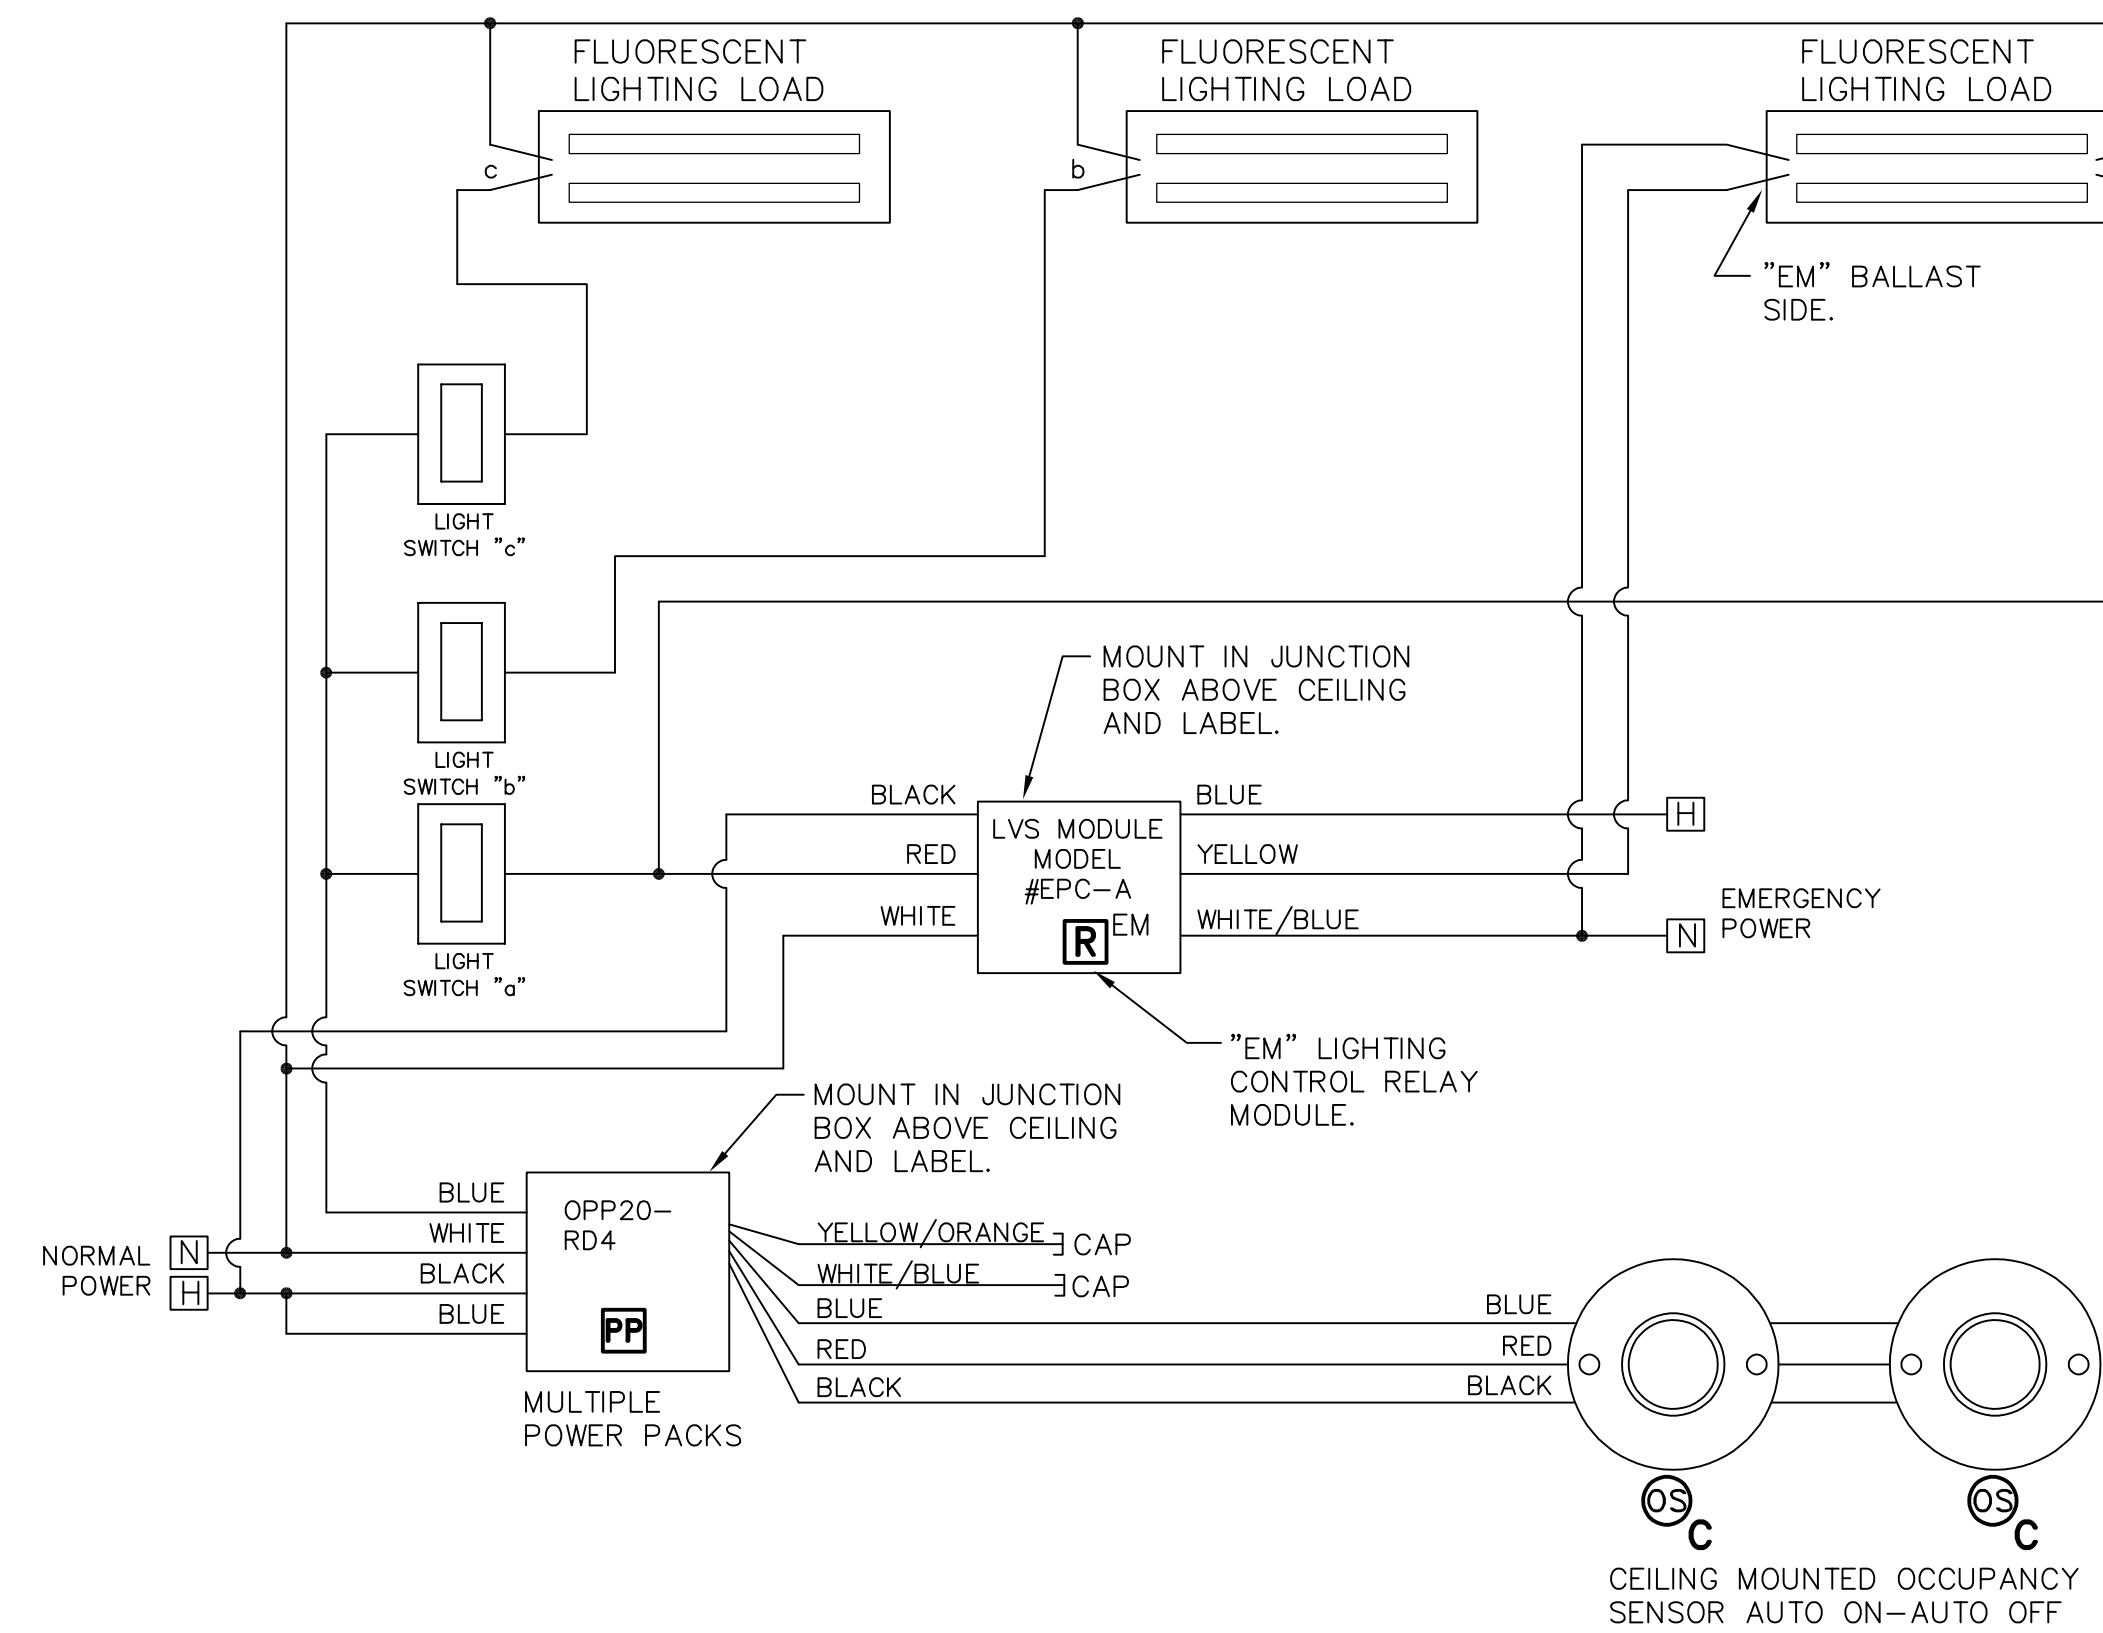 FLUORESCENT
LIGHTING LOAD
FLUORESCENT
LIGHTING LOAD
FLUORESCENT
LIGHTING LOAD
c
b
"EM" BALLAST
SIDE.
LIGHT
SWITCH "c"
LIGHT
SWITCH "b"
LIGHT
SWITCH "a"
MOUNT IN JUNCTION
BOX ABOVE CEILING
AND LABEL.
BLACK
RED
WHITE
LVS MODULE
MODEL
#EPC-A
R EM
BLUE
YELLOW
WHITE/BLUE
H
N
EMERGENCY
POWER
"EM" LIGHTING
CONTROL RELAY
MODULE.
MOUNT IN JUNCTION
BOX ABOVE CEILING
AND LABEL.
NORMAL
POWER
N
H
BLUE
WHITE
BLACK
BLUE
OPP20-
RD4
PP
MULTIPLE
POWER PACKS
YELLOW/ORANGE
CAP
WHITE/BLUE
CAP
BLUE
RED
BLACK
BLUE
RED
BLACK
OS
C
OS
C
CEILING MOUNTED OCCUPANCY
SENSOR AUTO ON-AUTO OFF